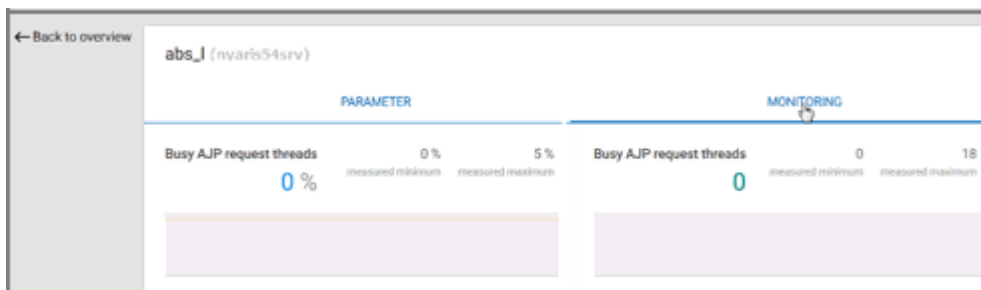 ←Back to overview
abs_l (nyaris54srv)
PARAMETER
MONITORING
Busy AJP request threads
0 %
measured minimum
5 %
measured maximum
0 %
Busy AJP request threads
0
measured minimum
18
measured maximum
0